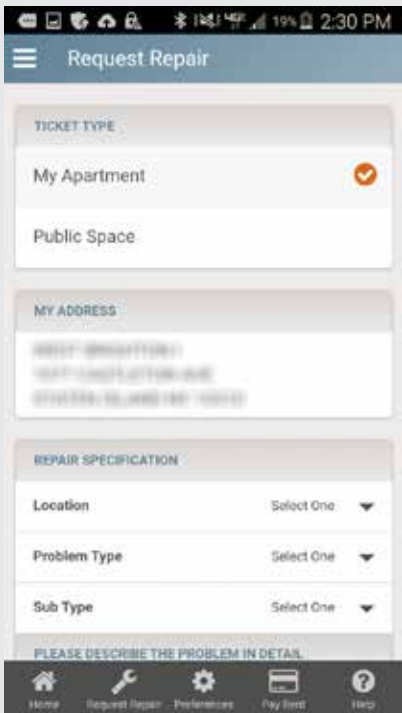 19% 2:30 PM
Request Repair
TICKET TYPE
My Apartment
Public Space
MY ADDRESS
REPAIR SPECIFICATION
Location Select One
Problem Type Select One
Sub Type Select One
PLEASE DESCRIBE THE PROBLEM IN DETAIL
Home Request Repair Preferences Pay Rent Help